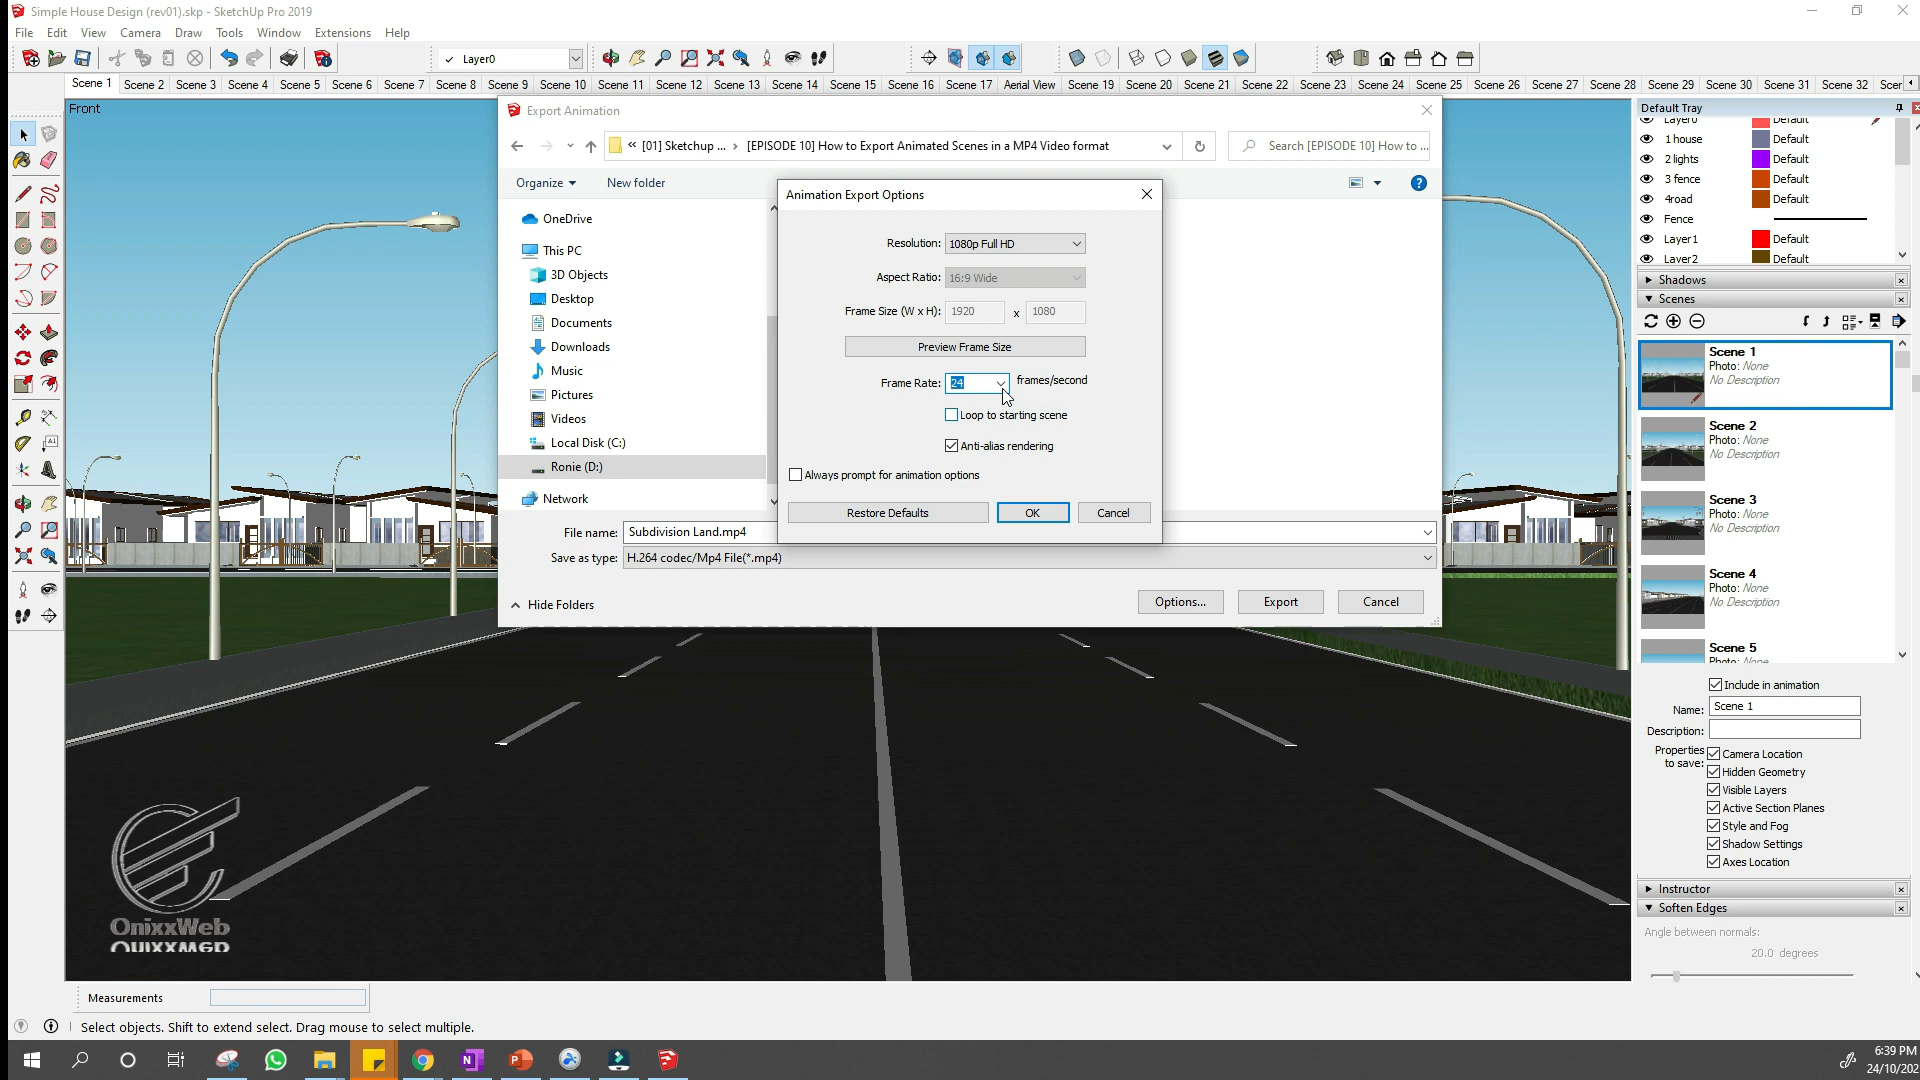 Simple House Design (rev01).skp - SketchUp Pro 2019
File Edit View Camera Draw Tools Window Extensions Help
Layer0
Scene 1 Scene 2 Scene 3 Scene 4 Scene 5 Scene 6 Scene 7 Scene 8 Scene 9 Scene 10 Scene 11 Scene 12 Scene 13 Scene 14 Scene 15 Scene 16 Scene 17 Aerial View Scene 19 Scene 20 Scene 21 Scene 22 Scene 23 Scene 24 Scene 25 Scene 26 Scene 27 Scene 28 Scene 29 Scene 30 Scene 31 Scene 32 Scer
Front
Export Animation
« [01] Sketchup ... › [EPISODE 10] How to Export Animated Scenes in a MP4 Video format
Search [EPISODE 10] How to ...
Organize New folder
OneDrive
This PC
3D Objects
Desktop
Documents
Downloads
Music
Pictures
Videos
Local Disk (C:)
Ronie (D:)
Network
Animation Export Options
Resolution: 1080p Full HD
Aspect Ratio: 16:9 Wide
Frame Size (W x H): 1920 x 1080
Preview Frame Size
Frame Rate: 24 frames/second
Loop to starting scene
Anti-alias rendering
Always prompt for animation options
Restore Defaults OK Cancel
File name: Subdivision Land.mp4
Save as type: H.264 codec/Mp4 File(*.mp4)
Hide Folders
Options... Export Cancel
Default Tray
Layer0 Default
1 house Default
2 lights Default
3 fence Default
4road Default
Fence
Layer1 Default
Layer2 Default
Shadows
Scenes
Scene 1
Photo: None
No Description
Scene 2
Photo: None
No Description
Scene 3
Photo: None
No Description
Scene 4
Photo: None
No Description
Scene 5
Photo: None
Include in animation
Name: Scene 1
Description:
Properties to save:
Camera Location
Hidden Geometry
Visible Layers
Active Section Planes
Style and Fog
Shadow Settings
Axes Location
Instructor
Soften Edges
Angle between normals:
20.0 degrees
OnixxWeb
Measurements
Select objects. Shift to extend select. Drag mouse to select multiple.
6:39 PM
24/10/202